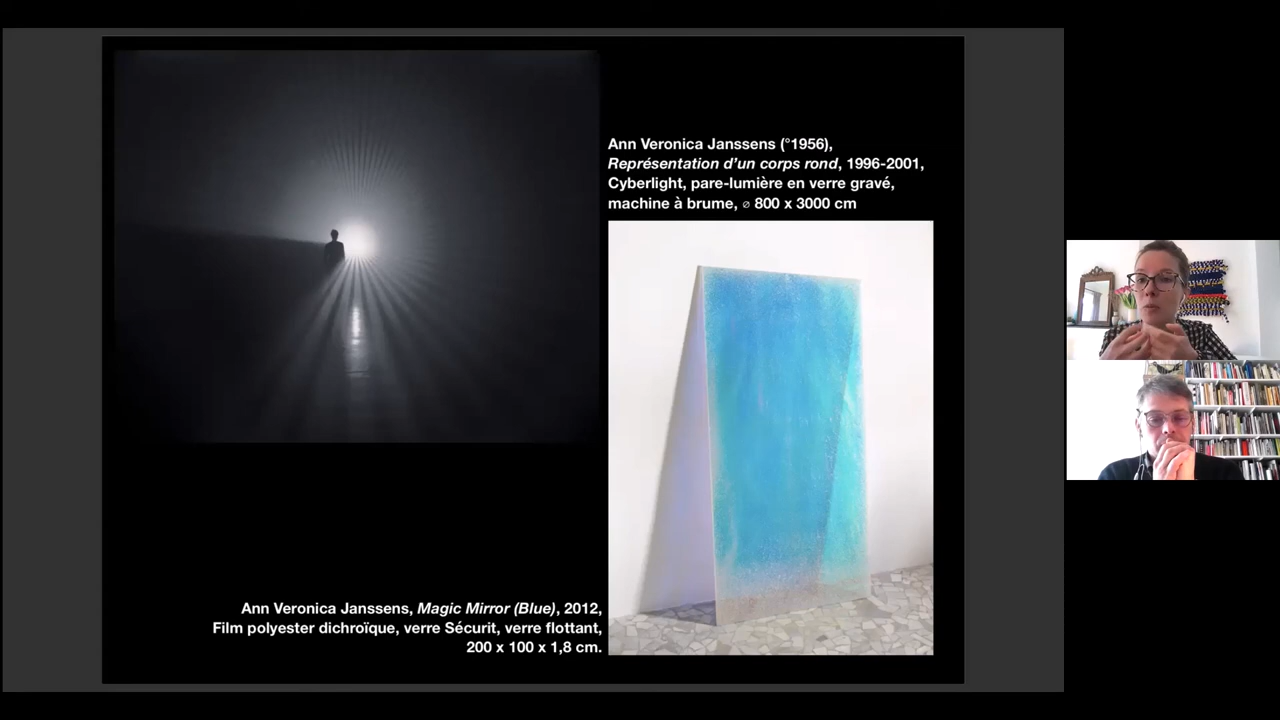 Ann Veronica Janssens (°1956),
Représentation d’un corps rond, 1996-2001,
Cyberlight, pare-lumière en verre gravé,
machine à brume, ⌀ 800 x 3000 cm
Ann Veronica Janssens, Magic Mirror (Blue), 2012,
Film polyester dichroïque, verre Sécurit, verre flottant,
200 x 100 x 1,8 cm.